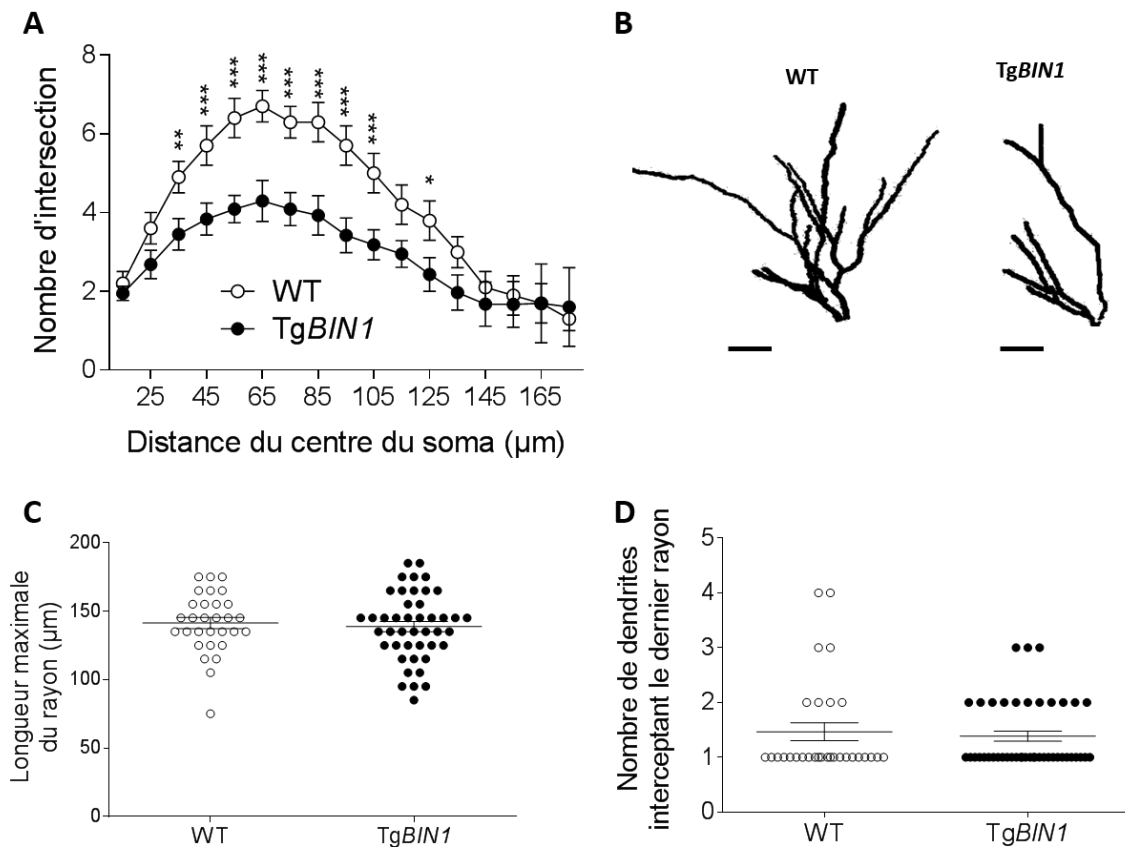 A
Nombre d'intersection
8
6
4
2
0
**
***
***
***
***
***
***
***
*
WT
TgBIN1
25
45
65
85
105
125
145
165
Distance du centre du soma (µm)
B
WT
TgBIN1
C
Longueur maximale
du rayon (µm)
200
150
100
50
0
WT
TgBIN1
D
Nombre de dendrites
interceptant le dernier rayon
5
4
3
2
1
0
WT
TgBIN1